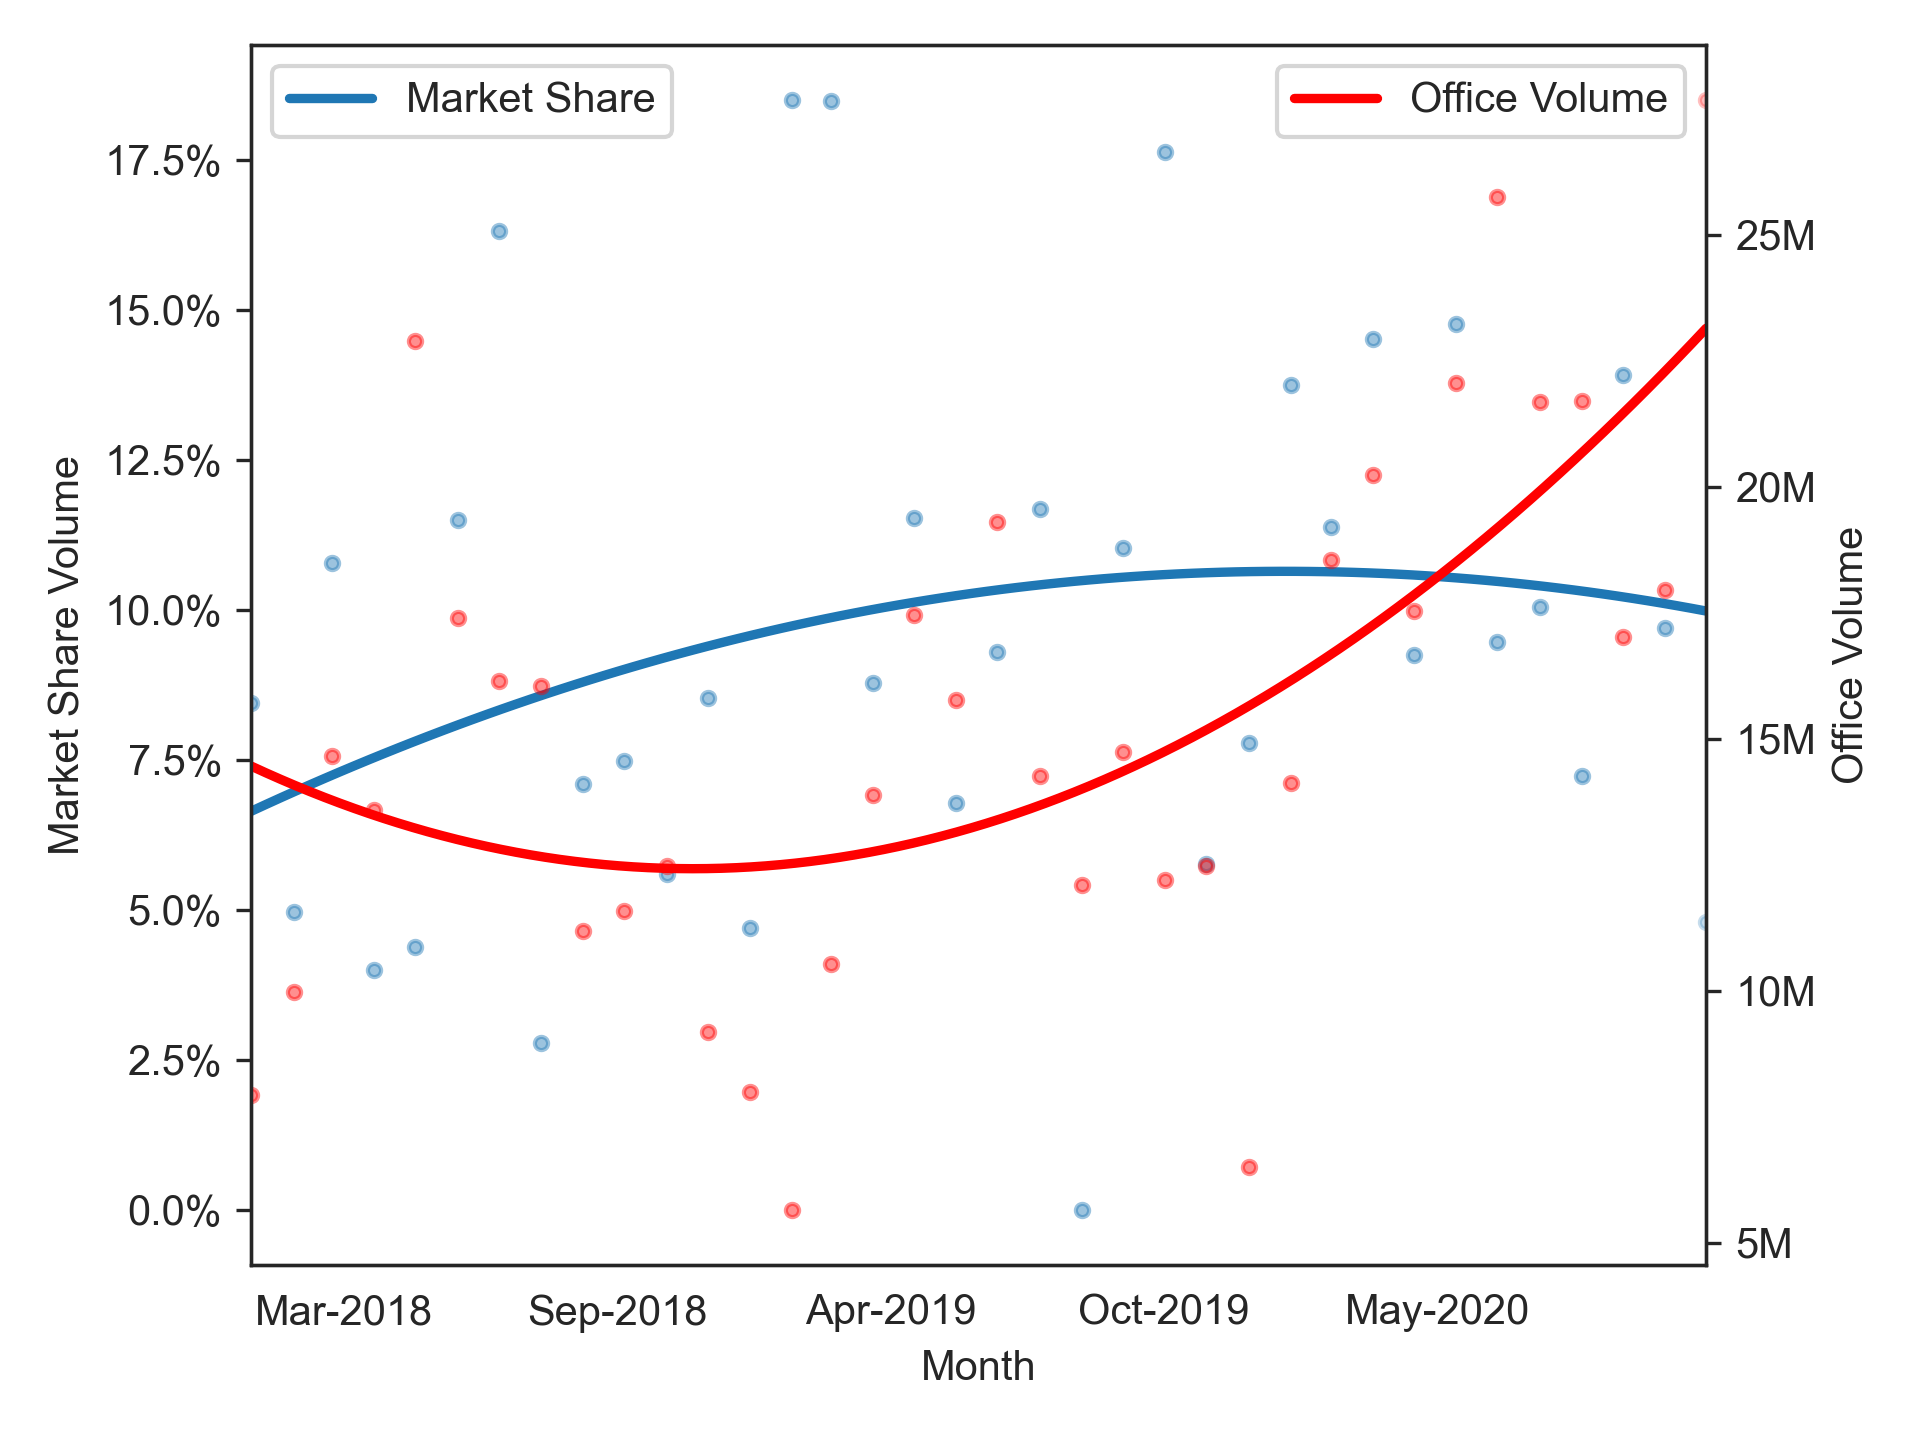 Market Share
Office Volume
17.5%
15.0%
12.5%
10.0%
7.5%
5.0%
2.5%
0.0%
Market Share Volume
25M
20M
15M
10M
5M
Office Volume
Mar-2018
Sep-2018
Apr-2019
Oct-2019
May-2020
Month